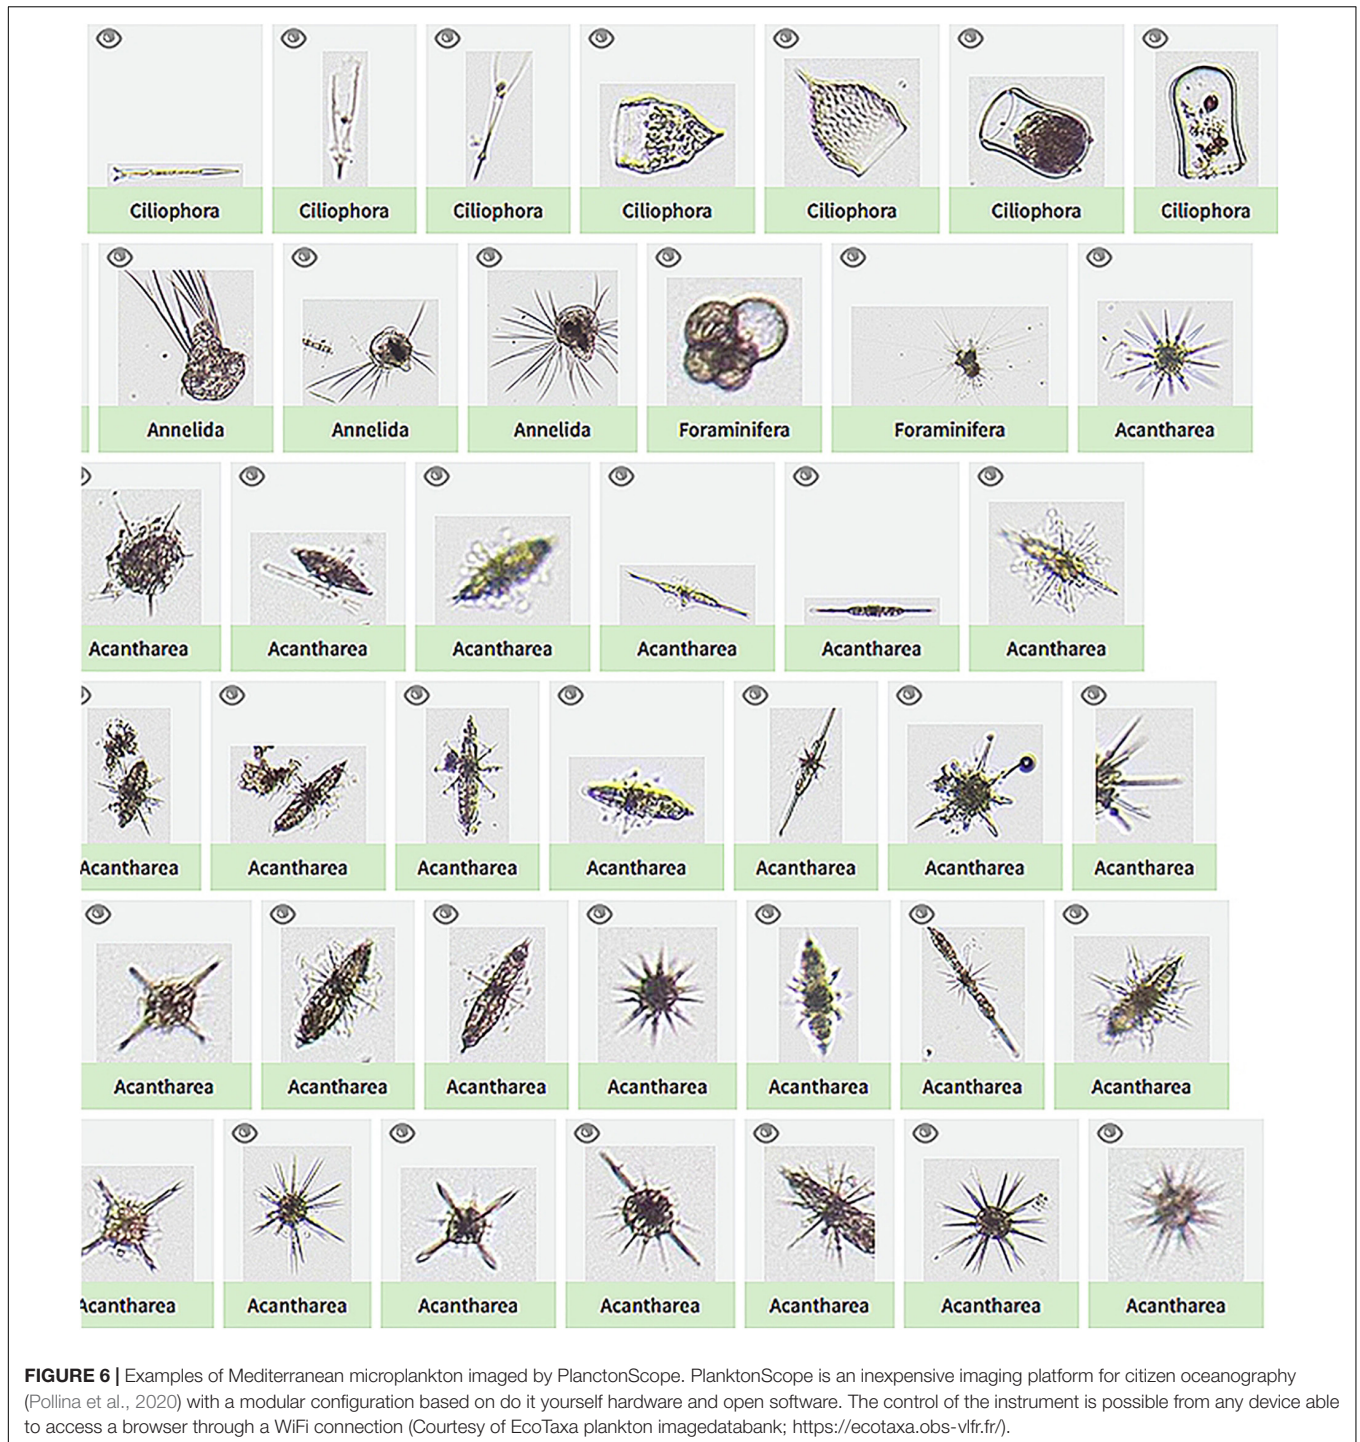 Ciliophora Ciliophora Ciliophora Ciliophora Ciliophora Ciliophora Ciliophora
Annelida Annelida Annelida Foraminifera Foraminifera Acantharea
Acantharea Acantharea Acantharea Acantharea Acantharea Acantharea
Acantharea Acantharea Acantharea Acantharea Acantharea Acantharea Acantharea
Acantharea Acantharea Acantharea Acantharea Acantharea Acantharea Acantharea
Acantharea Acantharea Acantharea Acantharea Acantharea Acantharea Acantharea
FIGURE 6 | Examples of Mediterranean microplankton imaged by PlanctonScope. PlanktonScope is an inexpensive imaging platform for citizen oceanography
(Pollina et al., 2020) with a modular configuration based on do it yourself hardware and open software. The control of the instrument is possible from any device able
to access a browser through a WiFi connection (Courtesy of EcoTaxa plankton imagedatabank; https://ecotaxa.obs-vlfr.fr/).